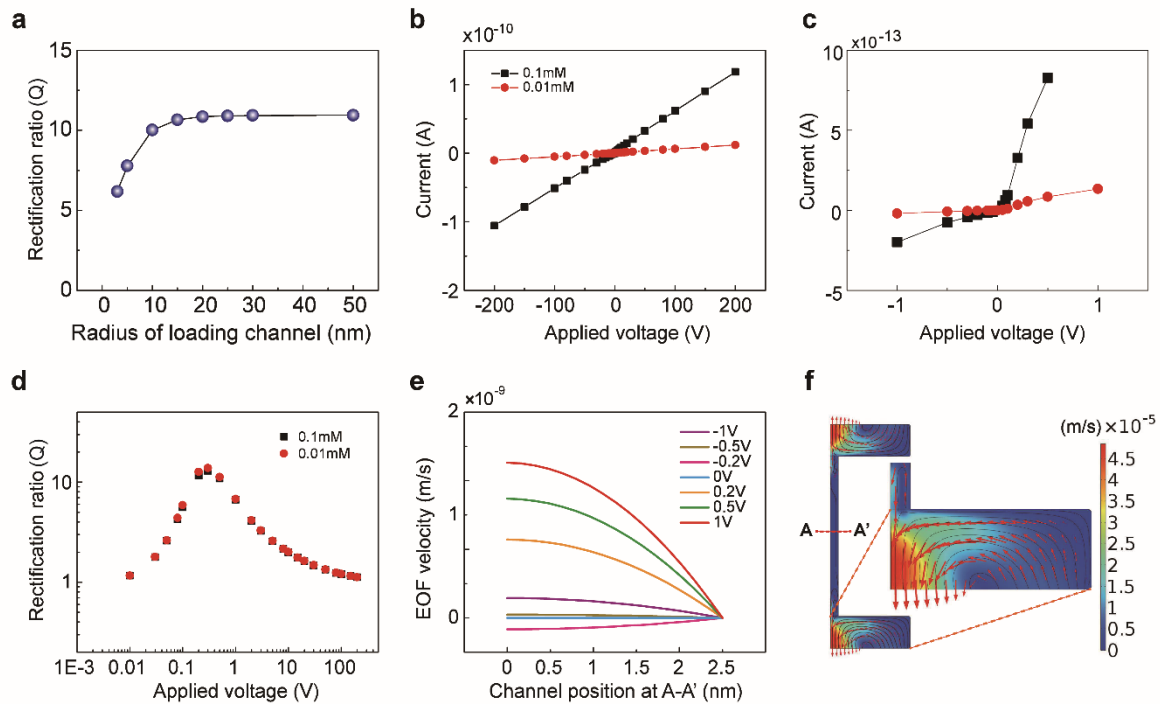 a
15
10
5
0
0 10 20 30 40 50
Rectification ratio (Q)
Radius of loading channel (nm)
b
×10⁻¹⁰
0.1mM
0.01mM
1
0
-1
-2
-200 -100 0 100 200
Current (A)
Applied voltage (V)
c
×10⁻¹³
10
5
0
-5
-1 0 1
Current (A)
Applied voltage (V)
d
0.1mM
0.01mM
10
1
1E-3 0.01 0.1 1 10 100
Rectification ratio (Q)
Applied voltage (V)
e
×10⁻⁹
2
0
-1V
-0.5V
-0.2V
0V
0.2V
0.5V
1V
0 0.5 1 1.5 2 2.5
EOF velocity (m/s)
Channel position at A-A' (nm)
f
(m/s) ×10⁻⁵
A A'
4.5
4
3.5
3
2.5
2
1.5
1
0.5
0